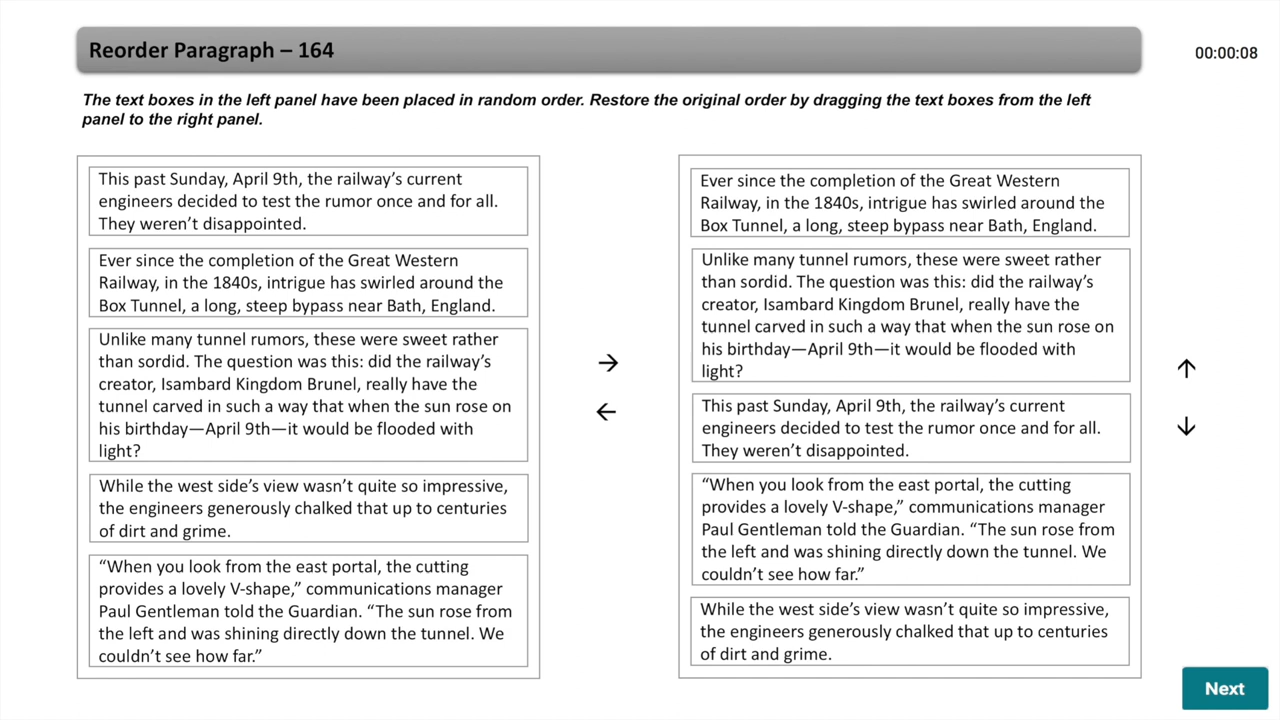 Reorder Paragraph – 164
00:00:08
The text boxes in the left panel have been placed in random order. Restore the original order by dragging the text boxes from the left
panel to the right panel.
This past Sunday, April 9th, the railway’s current
engineers decided to test the rumor once and for all.
They weren’t disappointed.
Ever since the completion of the Great Western
Railway, in the 1840s, intrigue has swirled around the
Box Tunnel, a long, steep bypass near Bath, England.
Unlike many tunnel rumors, these were sweet rather
than sordid. The question was this: did the railway’s
creator, Isambard Kingdom Brunel, really have the
tunnel carved in such a way that when the sun rose on
his birthday—April 9th—it would be flooded with
light?
While the west side’s view wasn’t quite so impressive,
the engineers generously chalked that up to centuries
of dirt and grime.
“When you look from the east portal, the cutting
provides a lovely V-shape,” communications manager
Paul Gentleman told the Guardian. “The sun rose from
the left and was shining directly down the tunnel. We
couldn’t see how far.”
Ever since the completion of the Great Western
Railway, in the 1840s, intrigue has swirled around the
Box Tunnel, a long, steep bypass near Bath, England.
Unlike many tunnel rumors, these were sweet rather
than sordid. The question was this: did the railway’s
creator, Isambard Kingdom Brunel, really have the
tunnel carved in such a way that when the sun rose on
his birthday—April 9th—it would be flooded with
light?
This past Sunday, April 9th, the railway’s current
engineers decided to test the rumor once and for all.
They weren’t disappointed.
“When you look from the east portal, the cutting
provides a lovely V-shape,” communications manager
Paul Gentleman told the Guardian. “The sun rose from
the left and was shining directly down the tunnel. We
couldn’t see how far.”
While the west side’s view wasn’t quite so impressive,
the engineers generously chalked that up to centuries
of dirt and grime.
Next